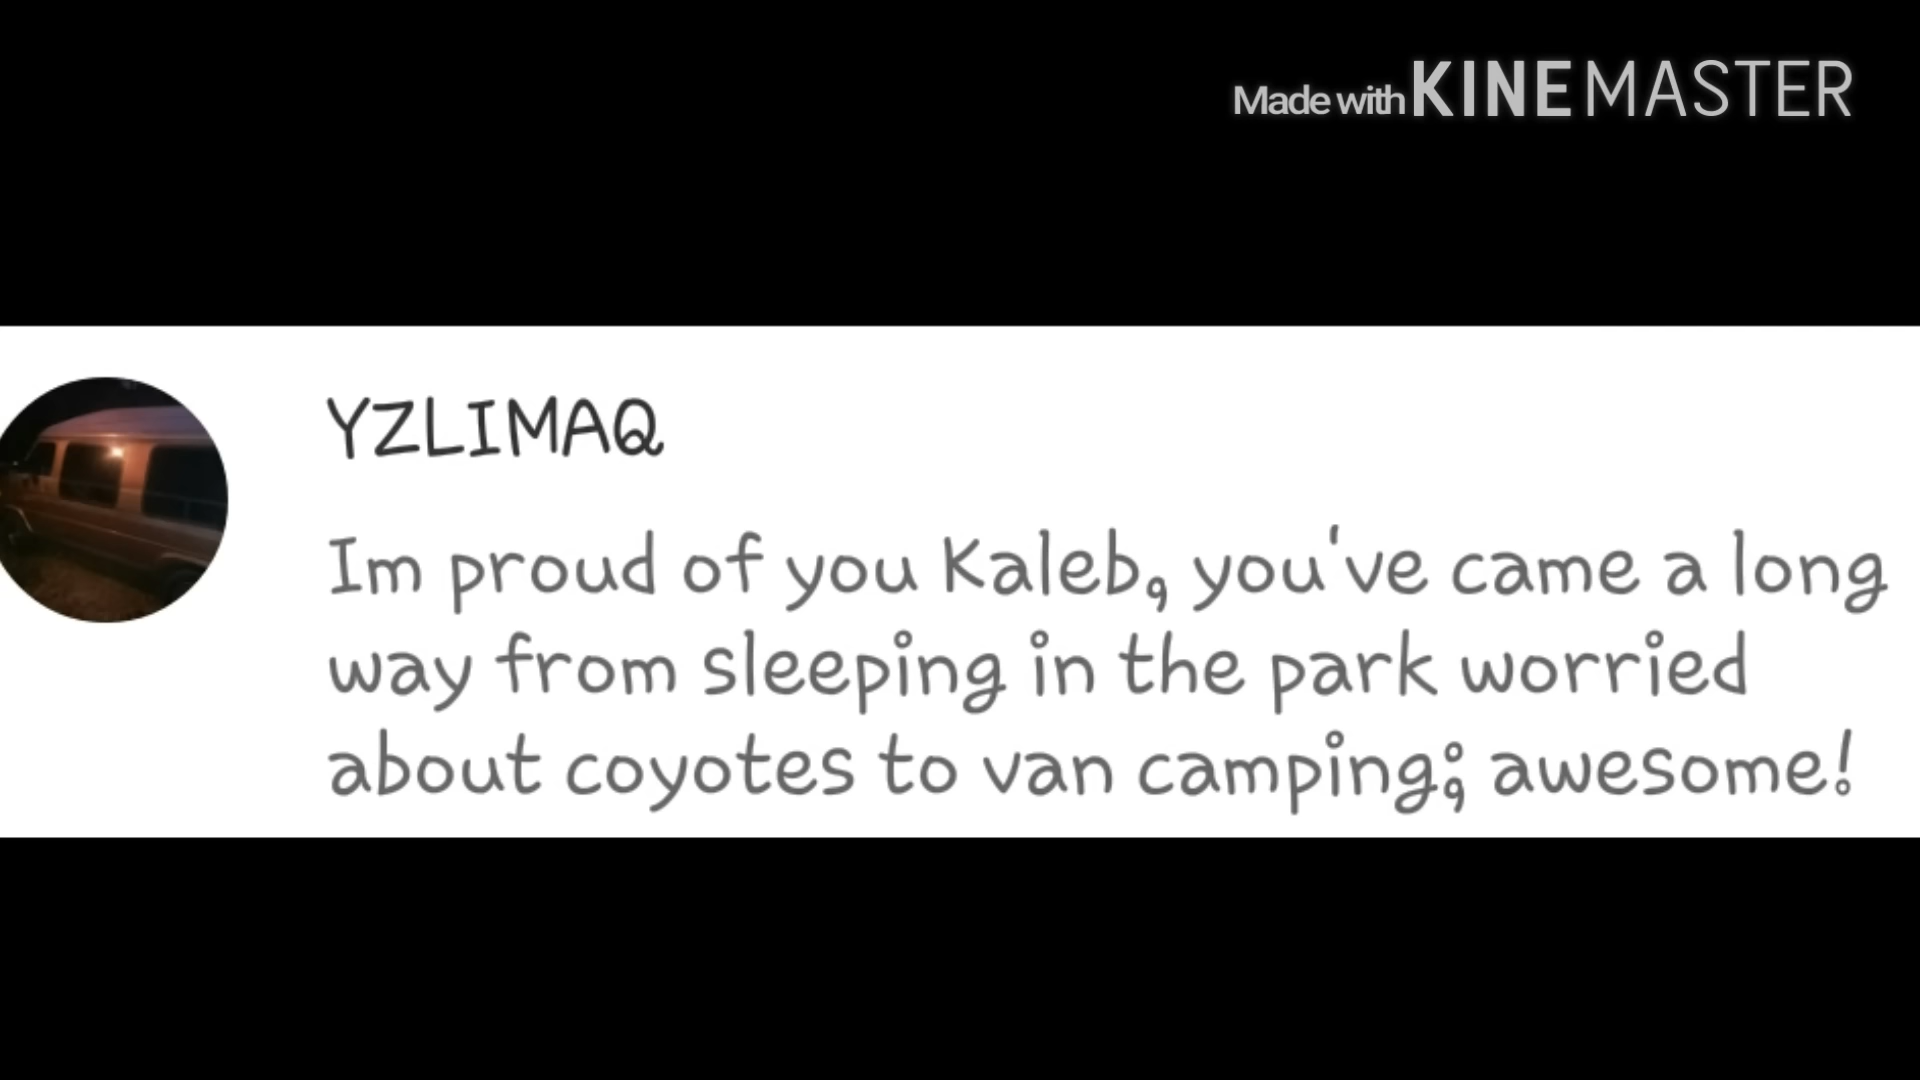 Made with KINEMASTER
YZLIMAQ
Im proud of you Kaleb, you've came a long
way from sleeping in the park worried
about coyotes to van camping; awesome!